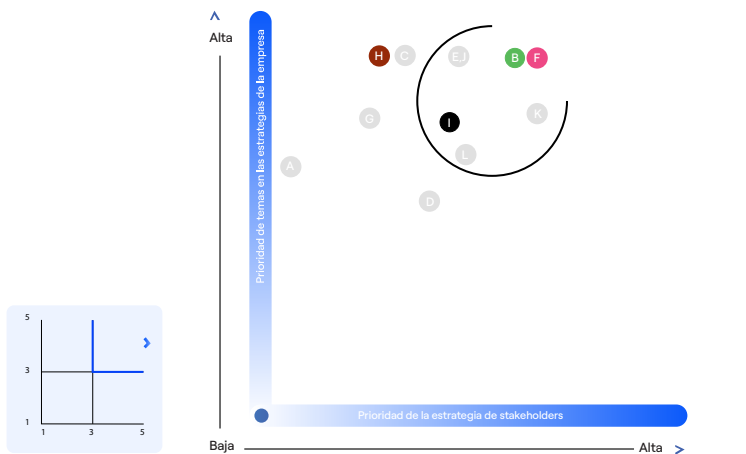 Alta
Prioridad de temas en las estrategias de la empresa
H
C
E,J
B
F
G
I
K
L
A
D
5
3
1
1
3
5
Prioridad de la estrategia de stakeholders
Baja
Alta